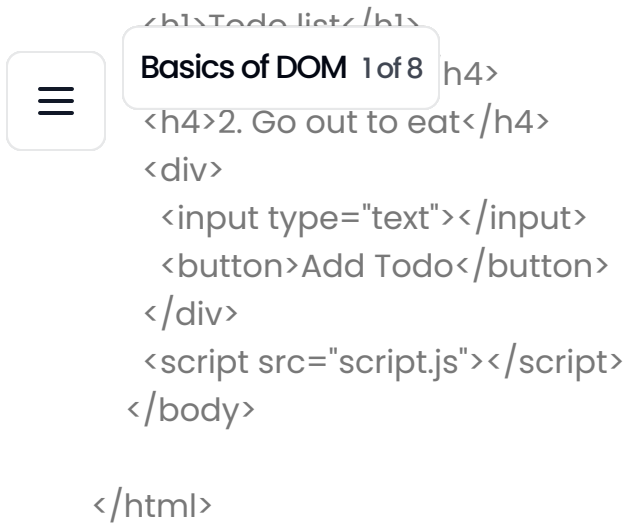 <h1>Todo list</h1>
Basics of DOM 1 of 8
h4>
<h4>2. Go out to eat</h4>
<div>
<input type="text"></input>
<button>Add Todo</button>
</div>
<script src="script.js"></script>
</body>
</html>